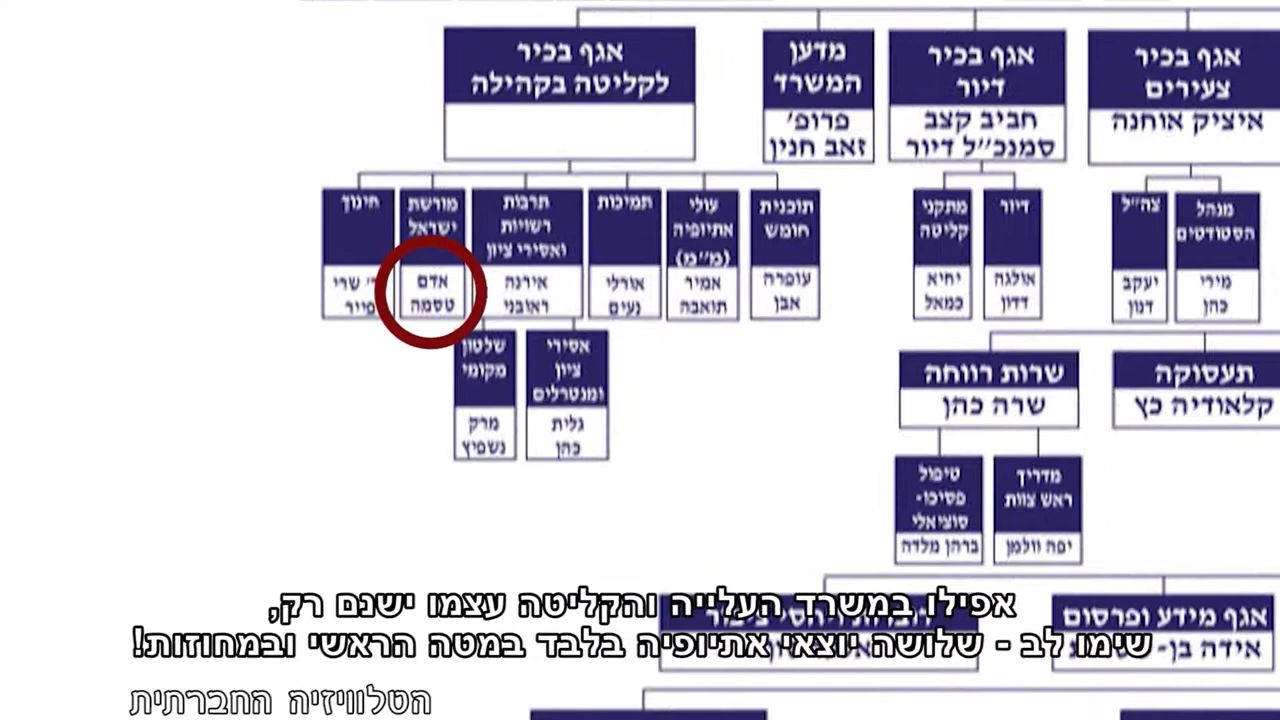 אגף בכיר
צעירים
איציק אוחנה
אגף בכיר
דיור
חביב קצב
סמנכ״ל דיור
מדען
המשרד
פרופ׳
זאב חנין
אגף בכיר
לקליטה בקהילה
מנהל
הסטודנטים
מירי
כהן
צה״ל
יעקב
דנון
דיור
אולגה
דדון
מתקני
קליטה
יחיא
כמאל
תוכנית
חומש
עופרה
אבן
עולי
אתיופיה
(מ״מ)
אמיר
תואבה
תמיכות
אורלי
נעים
תרבות
רשויות
ואסירי ציון
אירנה
ראובני
מורשת
ישראל
אדם
טסמה
חינוך
שרי
אסירי
ציון
ומנטרלים
גלית
כהן
שלטון
מקומי
מרק
נשפיץ
תעסוקה
קלאודיה כץ
שרות רווחה
שרה כהן
מדריך
ראש צוות
יפה וולמן
טיפול
פסיכו-
סוציאלי
ברהן מלדה
אגף מידע ופרסום
אידה בן-
אפילו במשרד העלייה והקליטה עצמו ישנם רק,
שימו לב - שלושה יוצאי אתיופיה בלבד במטה הראשי ובמחוזות!
הטלוויזיה החברתית